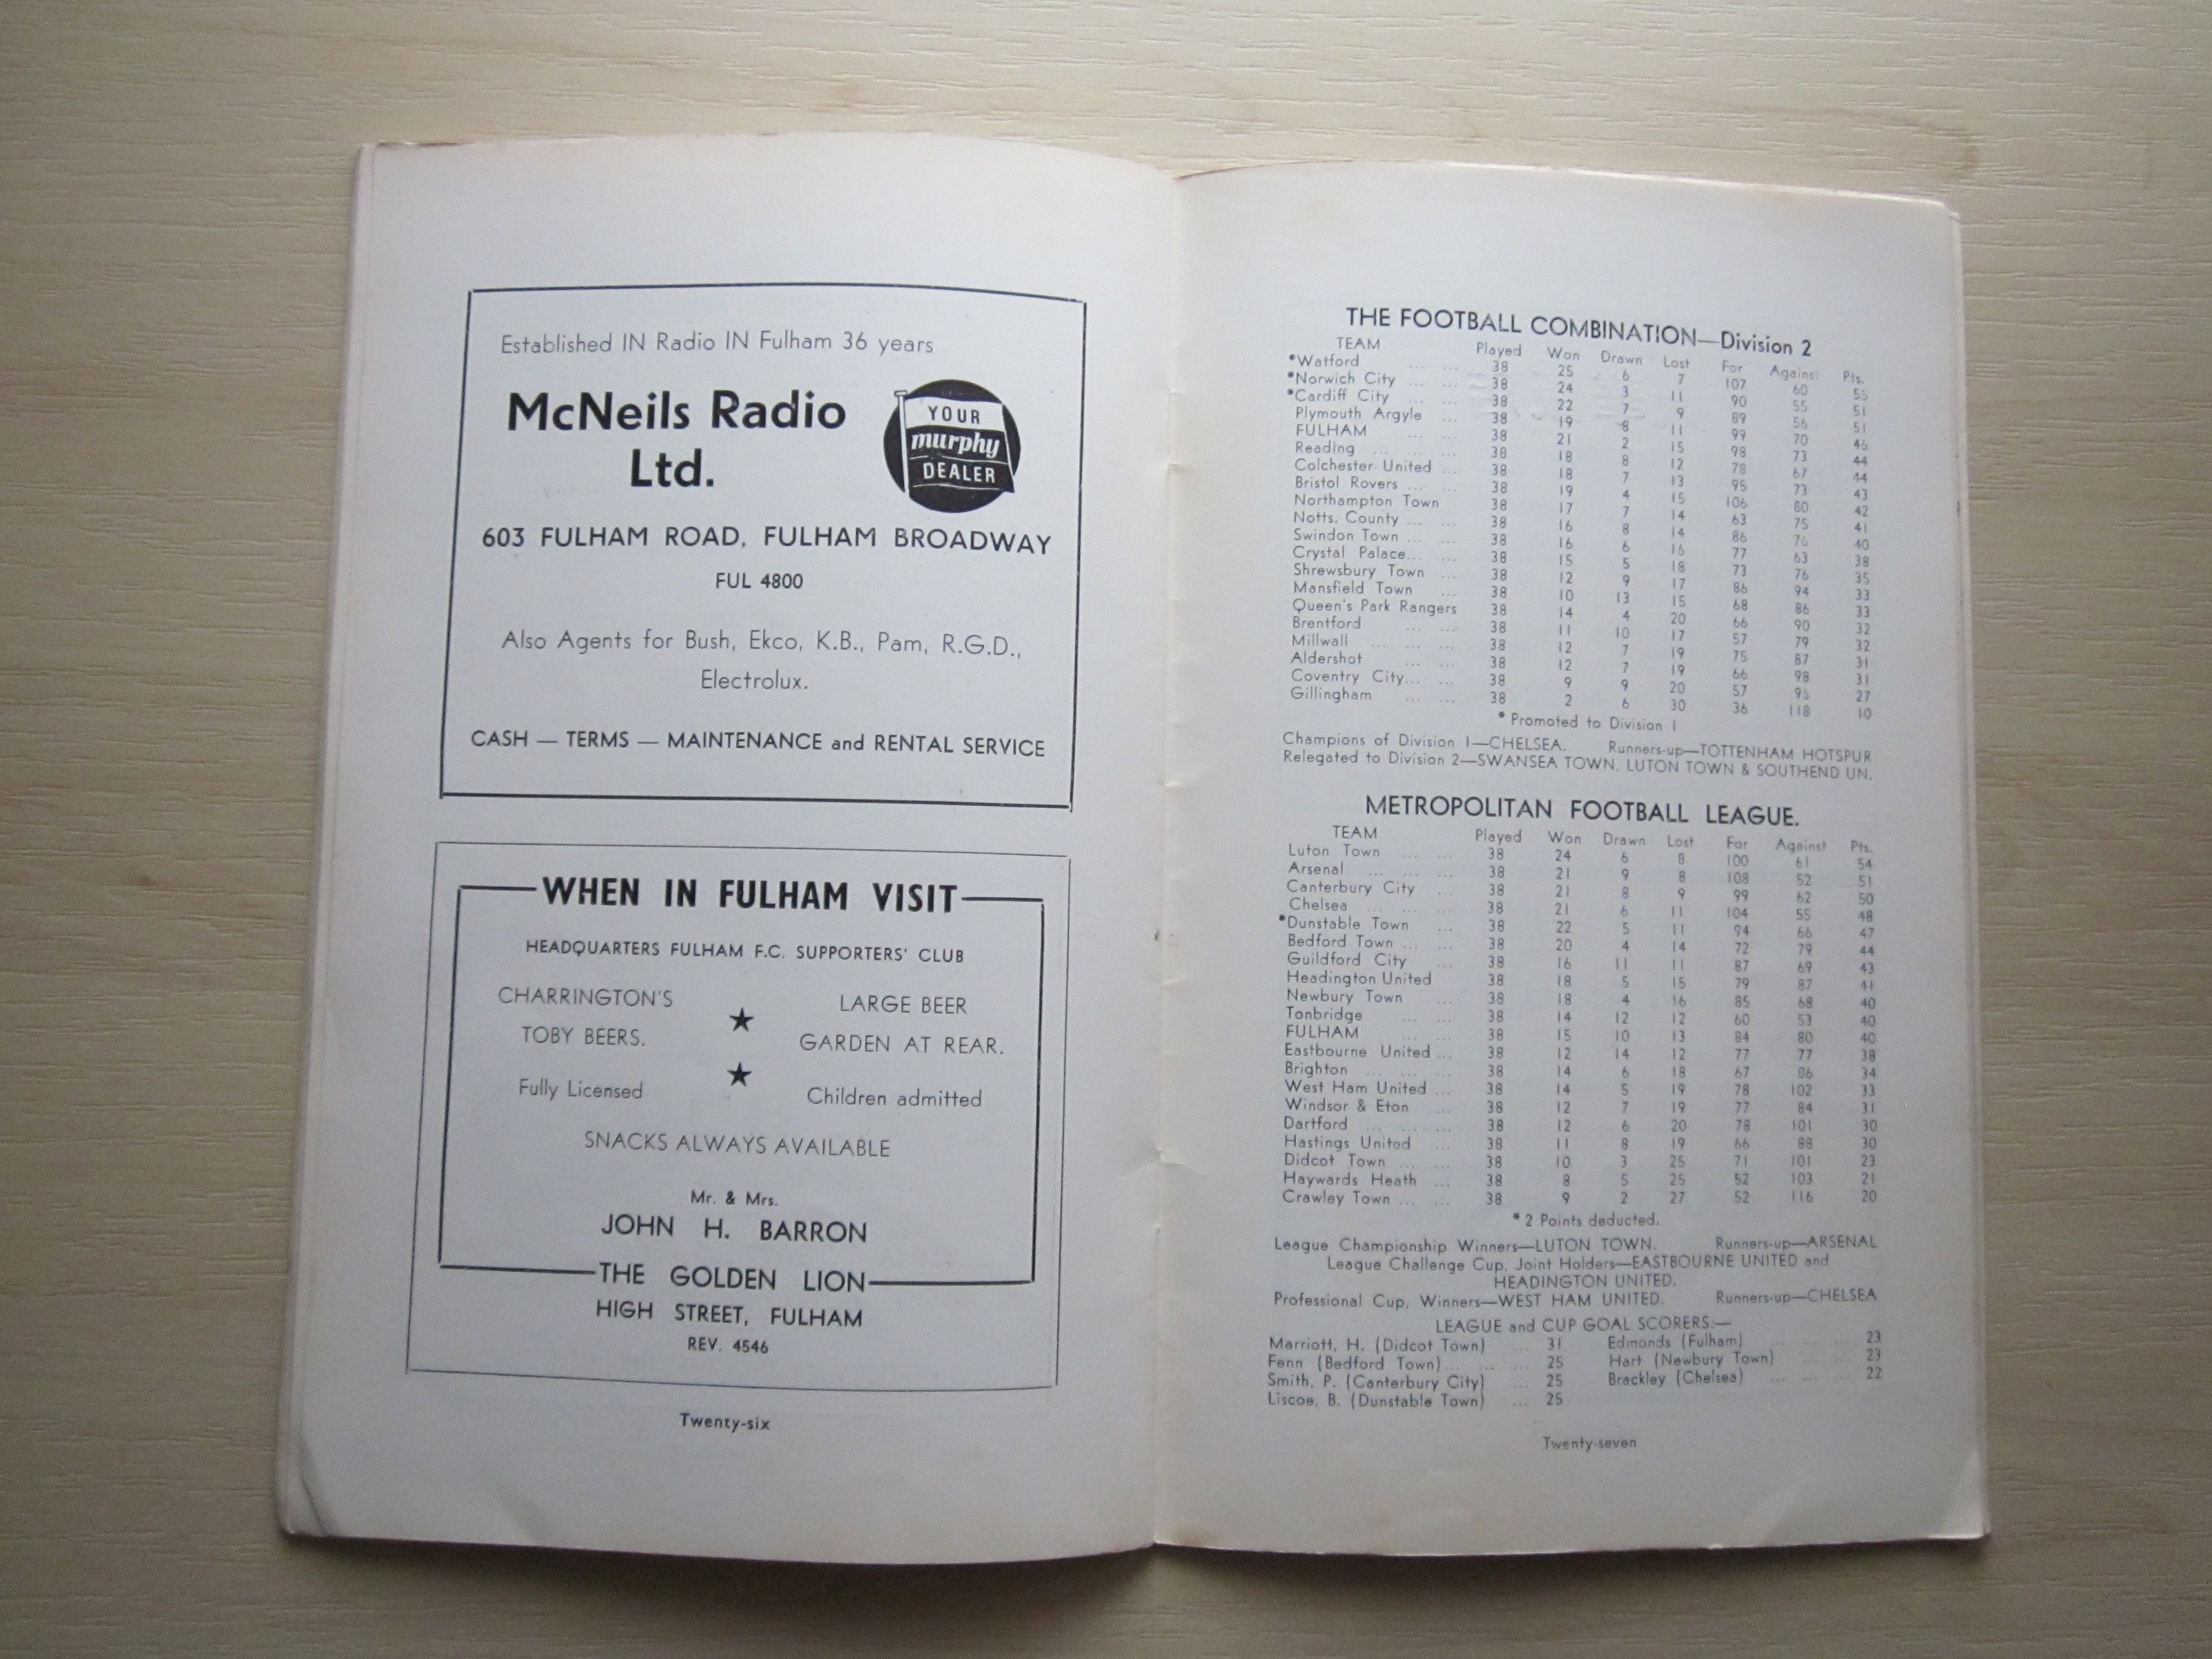 Established IN Radio IN Fulham 36 years
McNeils Radio
Ltd.
YOUR
murphy
DEALER
603 FULHAM ROAD, FULHAM BROADWAY
FUL 4800
Also Agents for Bush, Ekco, K.B., Pam, R.G.D.,
Electrolux.
CASH — TERMS — MAINTENANCE and RENTAL SERVICE
WHEN IN FULHAM VISIT
HEADQUARTERS FULHAM F.C. SUPPORTERS' CLUB
CHARRINGTON'S
TOBY BEERS.
LARGE BEER
GARDEN AT REAR.
Fully Licensed
Children admitted
SNACKS ALWAYS AVAILABLE
Mr. & Mrs.
JOHN H. BARRON
THE GOLDEN LION
HIGH STREET, FULHAM
REV. 4546
Twenty-six
THE FOOTBALL COMBINATION—Division 2
TEAM Played Won Drawn Lost For Against Pts.
*Watford ... ... 38 25 6 7 107 60
*Norwich City ... ... 38 24 3 11 90 55 51
*Cardiff City ... ... 38 22 7 9 89 56 51
Plymouth Argyle ... 38 19 8 11 99 70 46
FULHAM ... ... 38 21 2 15 98 73 44
Reading ... ... ... 38 18 8 12 78 67 44
Colchester United ... 38 18 7 13 95 73 43
Bristol Rovers ... ... 38 19 4 15 106 80 42
Northampton Town 38 17 7 14 63 75 41
Notts. County ... ... 38 16 8 14 86 76 40
Swindon Town ... ... 38 16 6 16 77 63 38
Crystal Palace... ... 38 15 5 18 73 76 35
Shrewsbury Town ... 38 12 9 17 86 94 33
Mansfield Town ... 38 10 13 15 68 86 33
Queen's Park Rangers 38 14 4 20 66 90 32
Brentford ... ... 38 11 10 17 57 79 32
Millwall ... ... ... 38 12 7 19 75 87 31
Aldershot ... ... 38 12 7 19 66 98 31
Coventry City... ... 38 9 9 20 57 95 27
Gillingham ... ... 38 2 6 30 36 118 10
* Promoted to Division 1
Champions of Division 1—CHELSEA. Runners-up—TOTTENHAM HOTSPUR
Relegated to Division 2—SWANSEA TOWN, LUTON TOWN & SOUTHEND UN.
METROPOLITAN FOOTBALL LEAGUE.
TEAM Played Won Drawn Lost For Against Pts.
Luton Town ... ... 38 24 6 8 100 61 54
Arsenal ... ... ... 38 21 9 8 108 52 51
Canterbury City ... 38 21 8 9 99 62 50
Chelsea ... ... ... 38 21 6 11 104 55 48
*Dunstable Town ... 38 22 5 11 94 66 47
Bedford Town ... ... 38 20 4 14 72 79 44
Guildford City ... 38 16 11 11 87 69 43
Headington United 38 18 5 15 79 87 41
Newbury Town ... 38 18 4 16 85 68 40
Tonbridge ... ... 38 14 12 12 60 53 40
FULHAM ... ... 38 15 10 13 84 80 40
Eastbourne United ... 38 12 14 12 77 77 38
Brighton ... ... ... 38 14 6 18 67 86 34
West Ham United ... 38 14 5 19 78 102 33
Windsor & Eton ... 38 12 7 19 77 84 31
Dartford ... ... ... 38 12 6 20 78 101 30
Hastings United ... 38 11 8 19 66 88 30
Didcot Town ... ... 38 10 3 25 71 101 23
Haywards Heath ... 38 8 5 25 52 103 21
Crawley Town ... ... 38 9 2 27 52 116 20
* 2 Points deducted.
League Championship Winners—LUTON TOWN. Runners-up—ARSENAL
League Challenge Cup, Joint Holders—EASTBOURNE UNITED and
HEADINGTON UNITED.
Professional Cup, Winners—WEST HAM UNITED. Runners-up—CHELSEA
LEAGUE and CUP GOAL SCORERS:—
Marriott, H. (Didcot Town) ... 31 Edmonds (Fulham) ... ... ... 23
Fenn (Bedford Town)... ... ... 25 Hart (Newbury Town) ... ... 23
Smith, P. (Canterbury City) ... 25 Brackley (Chelsea) ... ... ... 22
Liscoe, B. (Dunstable Town) ... 25
Twenty-seven